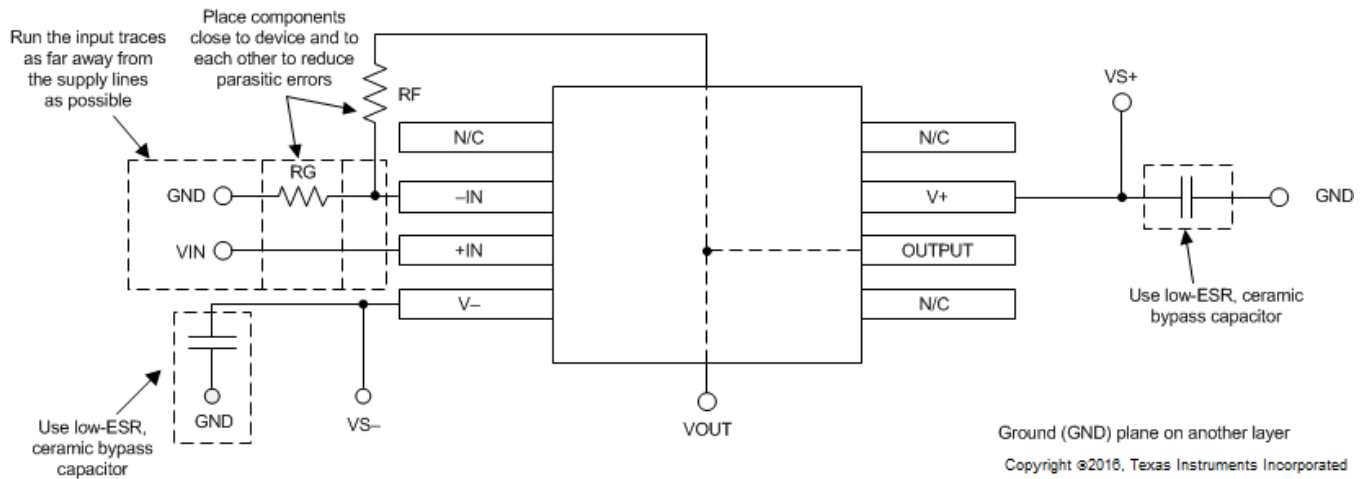 Place components
close to device and to
each other to reduce
parasitic errors
Run the input traces
as far away from
the supply lines
as possible
RF
VS+
N/C
N/C
RG
GND
–IN
V+
GND
VIN
+IN
OUTPUT
V–
N/C
Use low-ESR, ceramic
bypass capacitor
GND
VS–
VOUT
Use low-ESR,
ceramic bypass
capacitor
Ground (GND) plane on another layer
Copyright ©2016, Texas Instruments Incorporated